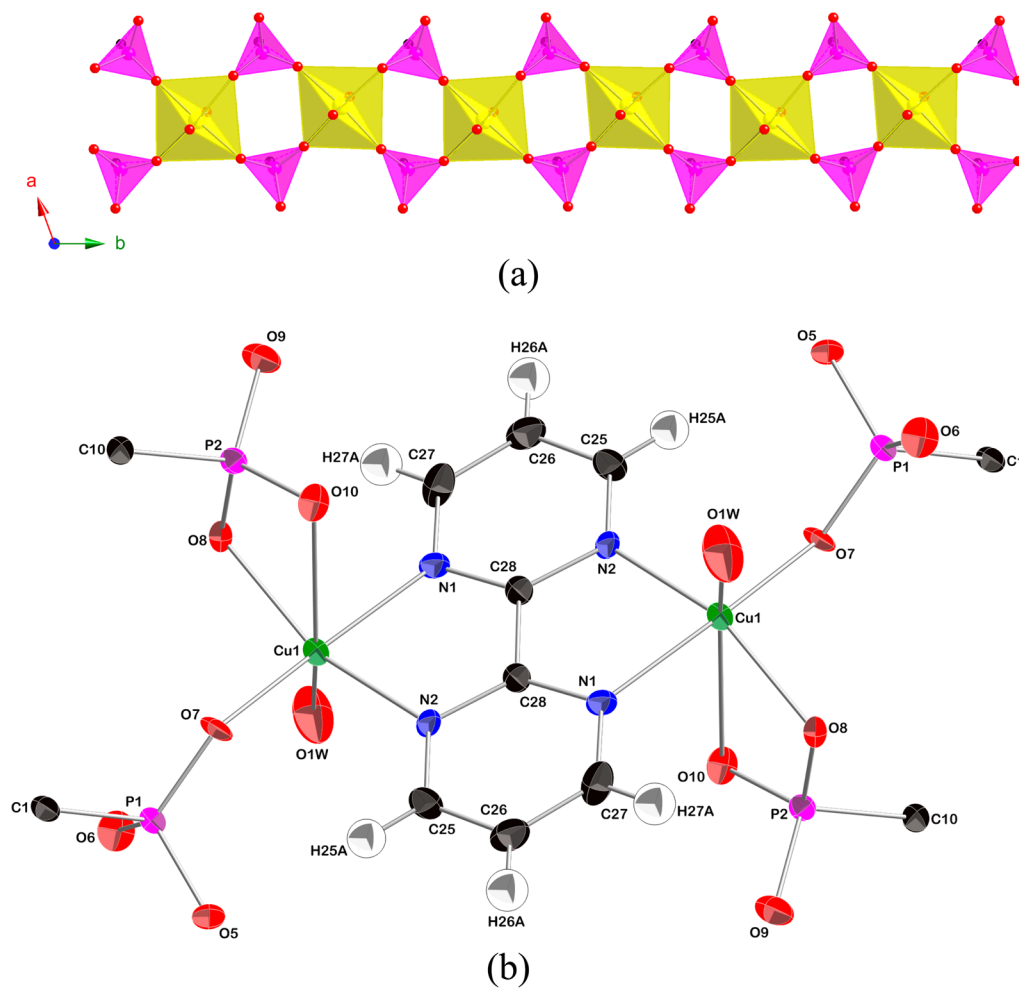 a
b
(a)
O9
H26A
O5
H25A
P2
C10
C27
C26
C25
O6
H27A
P1
C1
O10
O1W
O8
N2
O7
N1
C28
Cu1
Cu1
N2
C28
N1
O7
O8
O1W
P1
O10
C1
P2
C10
O6
C25
C26
C27
H27A
H25A
O5
H26A
O9
(b)